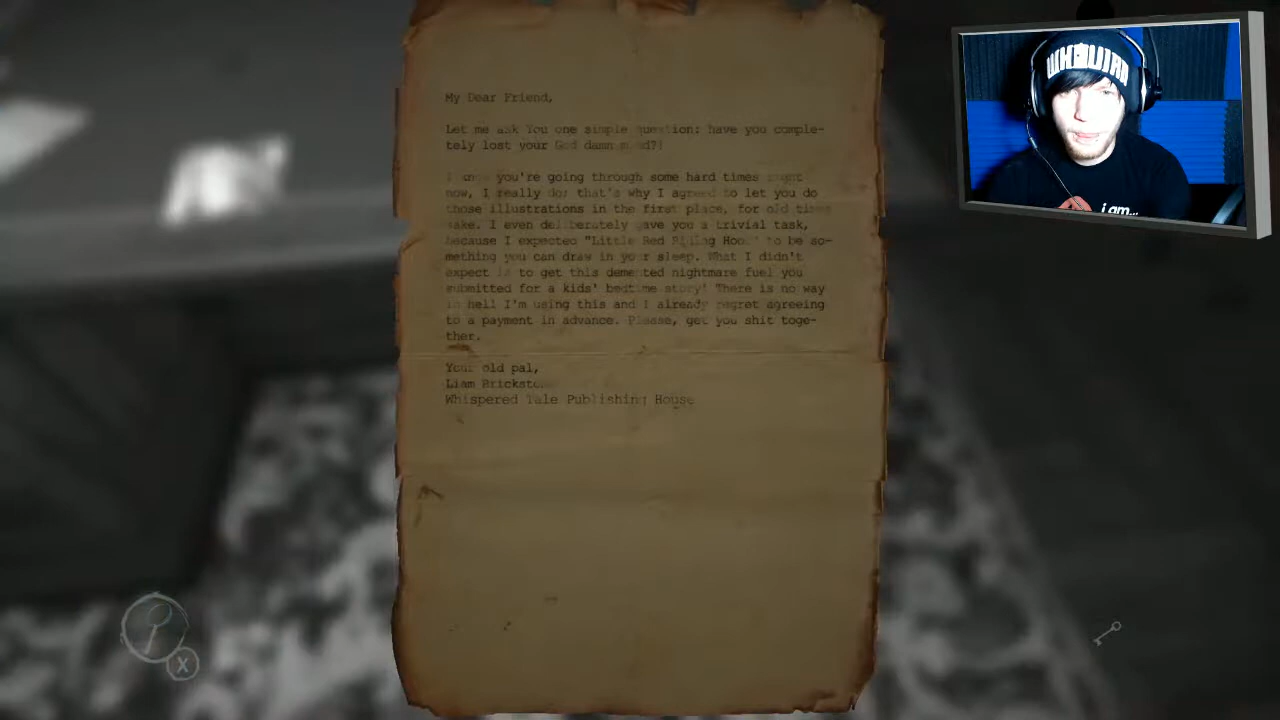 My Dear Friend,
Let me ask You one simple question: have you comple-
tely lost your God damn mind?!
I know you're going through some hard times right
now, I really do: that's why I agreed to let you do
those illustrations in the first place, for old times
sake. I even deliberately gave you a trivial task,
because I expected "Little Red Riding Hood" to be so-
mething you can draw in your sleep. What I didn't
expect is to get this demented nightmare fuel you
submitted for a kids' bedtime story! There is no way
in hell I'm using this and I already regret agreeing
to a payment in advance. Please, get you shit toge-
ther.
Your old pal,
Liam
Whispered Tale Publishing House
X
i am...